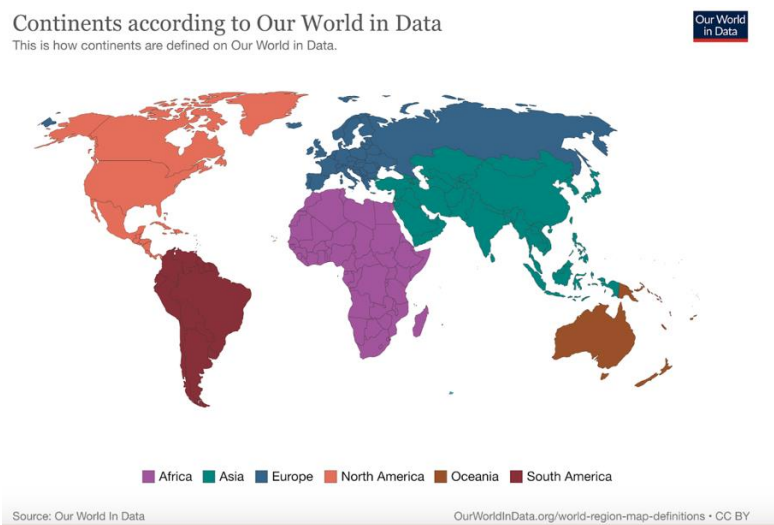 Continents according to Our World in Data
This is how continents are defined on Our World in Data.
Our World
in Data
Africa Asia Europe North America Oceania South America
Source: Our World In Data
OurWorldInData.org/world-region-map-definitions • CC BY